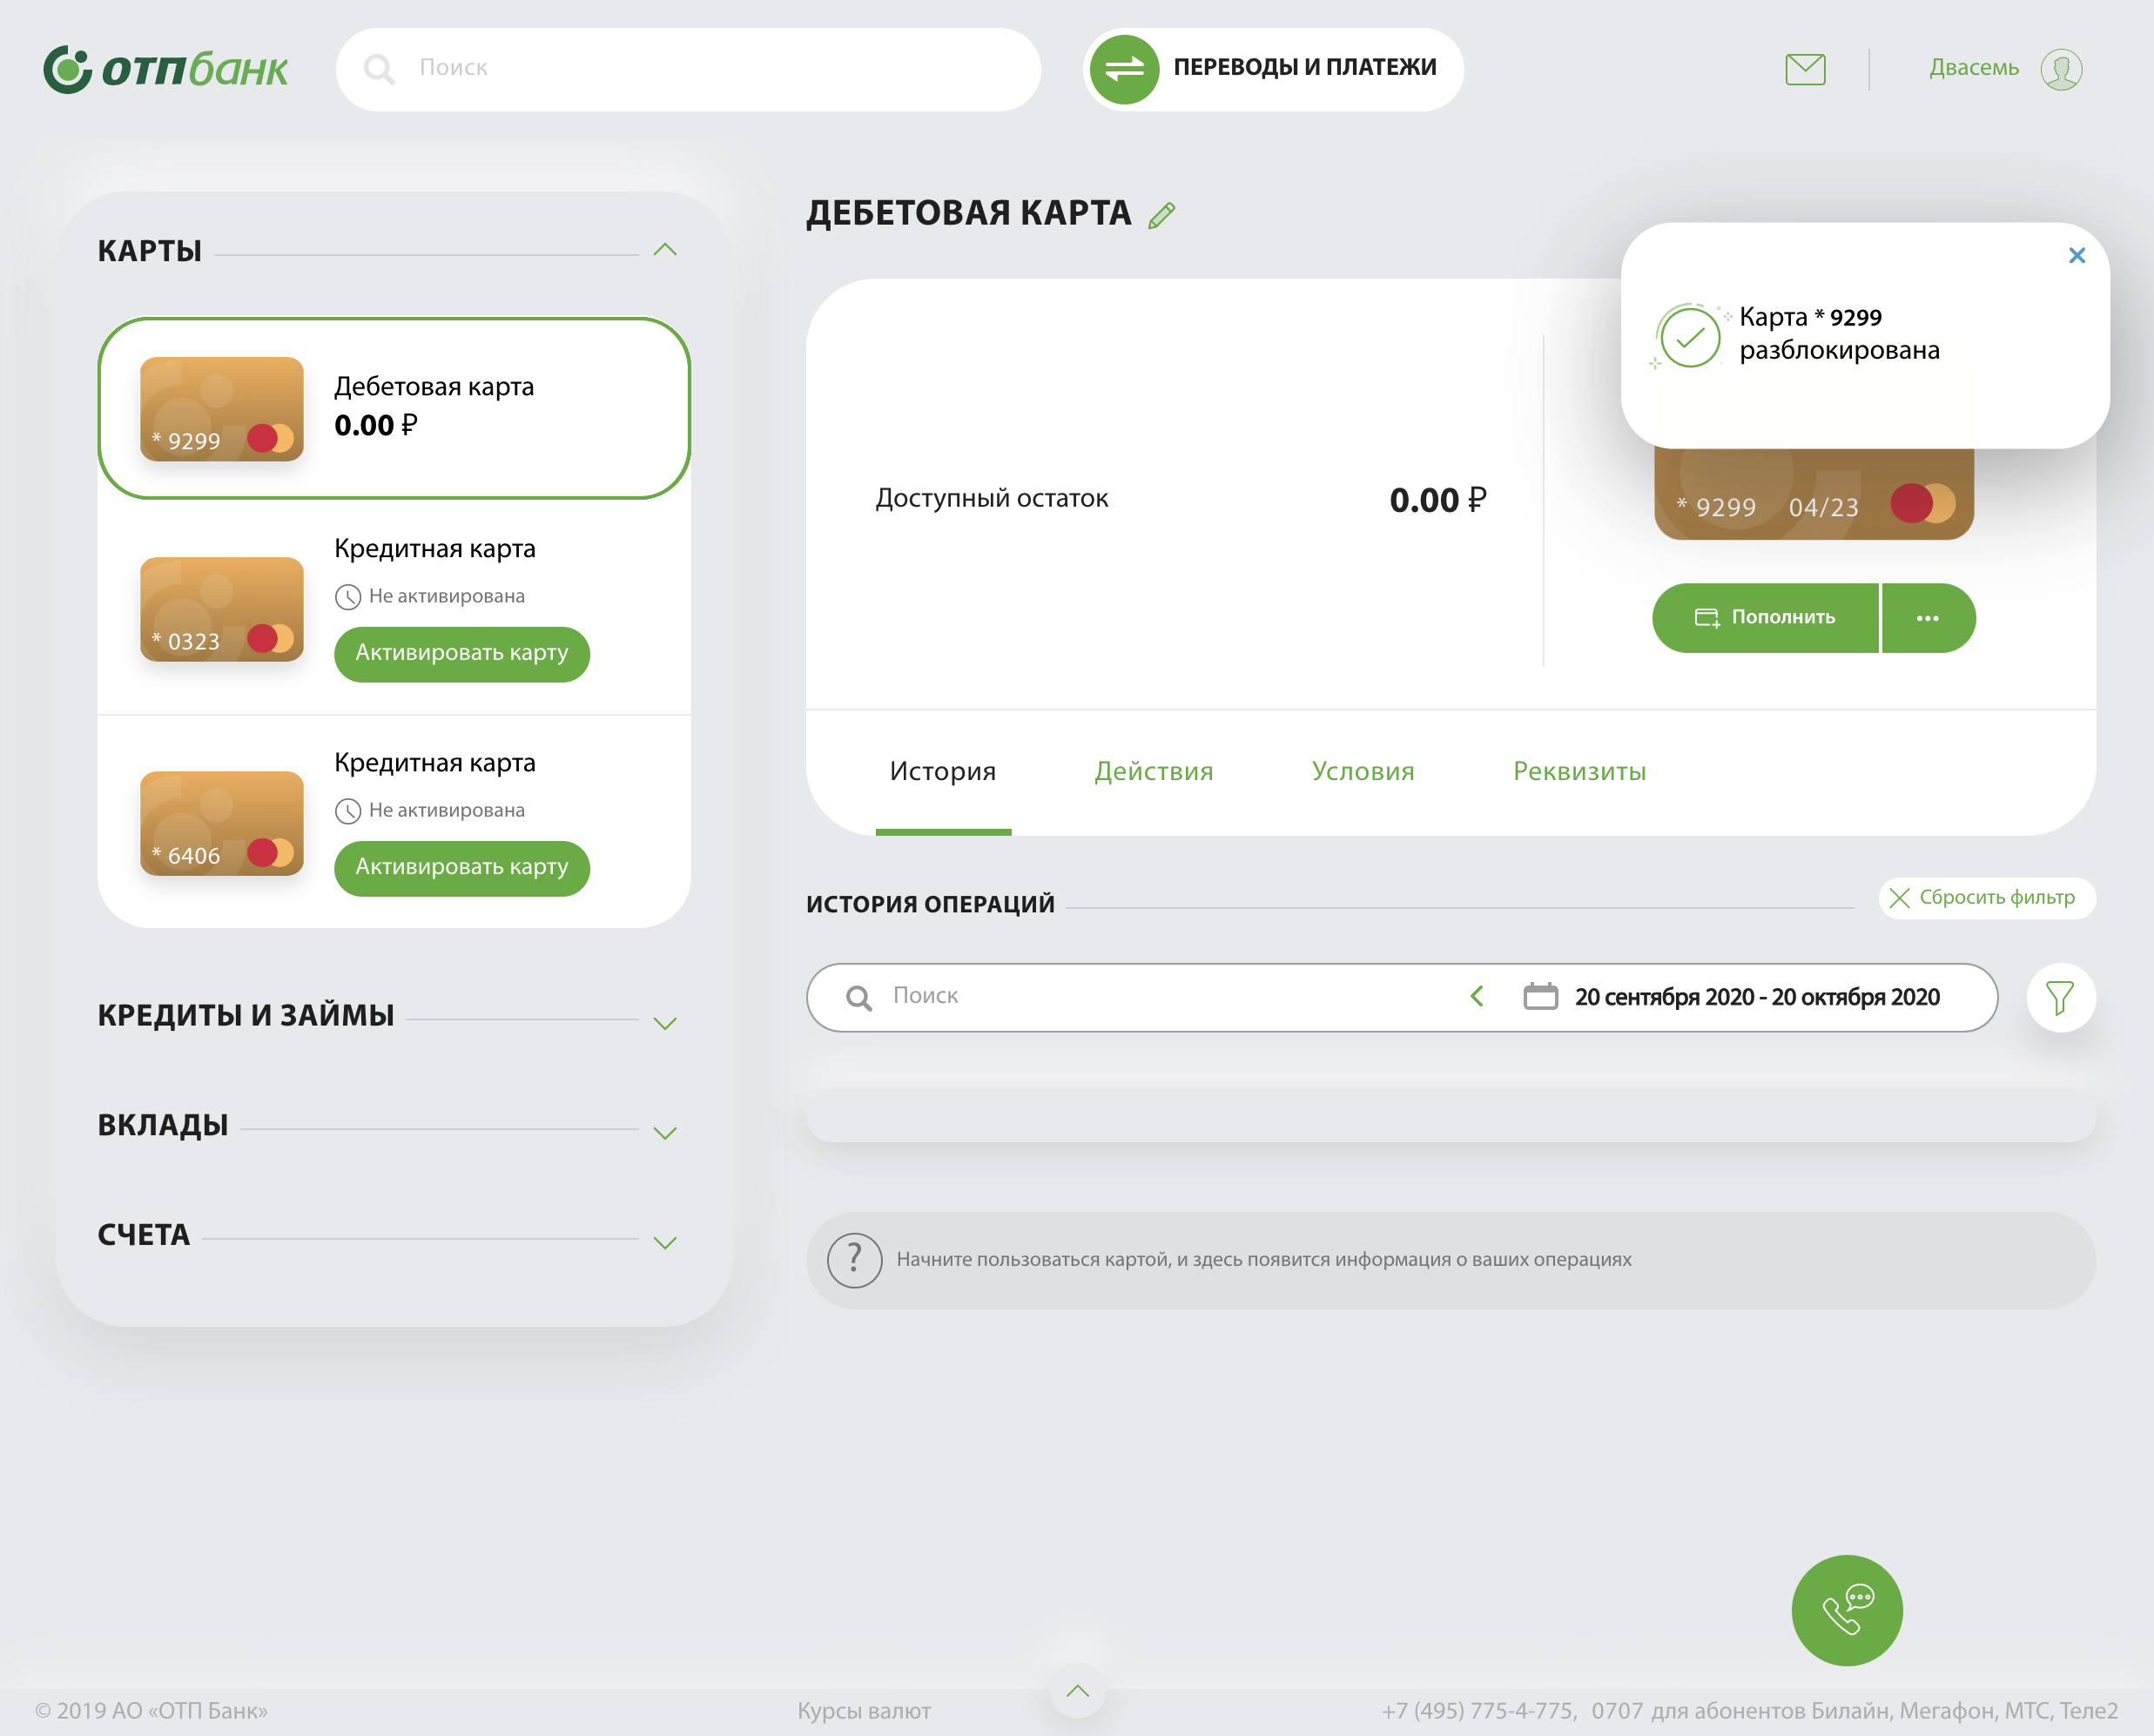 отпбанк
Поиск
ПЕРЕВОДЫ И ПЛАТЕЖИ
Двасемь
КАРТЫ
Дебетовая карта
0.00 ₽
* 9299
Кредитная карта
Не активирована
* 0323
Активировать карту
Кредитная карта
Не активирована
* 6406
Активировать карту
КРЕДИТЫ И ЗАЙМЫ
ВКЛАДЫ
СЧЕТА
ДЕБЕТОВАЯ КАРТА
Карта * 9299
разблокирована
Доступный остаток
0.00 ₽
* 9299 04/23
Пополнить
История
Действия
Условия
Реквизиты
ИСТОРИЯ ОПЕРАЦИЙ
Сбросить фильтр
Поиск
20 сентября 2020 - 20 октября 2020
? Начните пользоваться картой, и здесь появится информация о ваших операциях
© 2019 АО «ОТП Банк»
Курсы валют
+7 (495) 775-4-775, 0707 для абонентов Билайн, Мегафон, МТС, Теле2